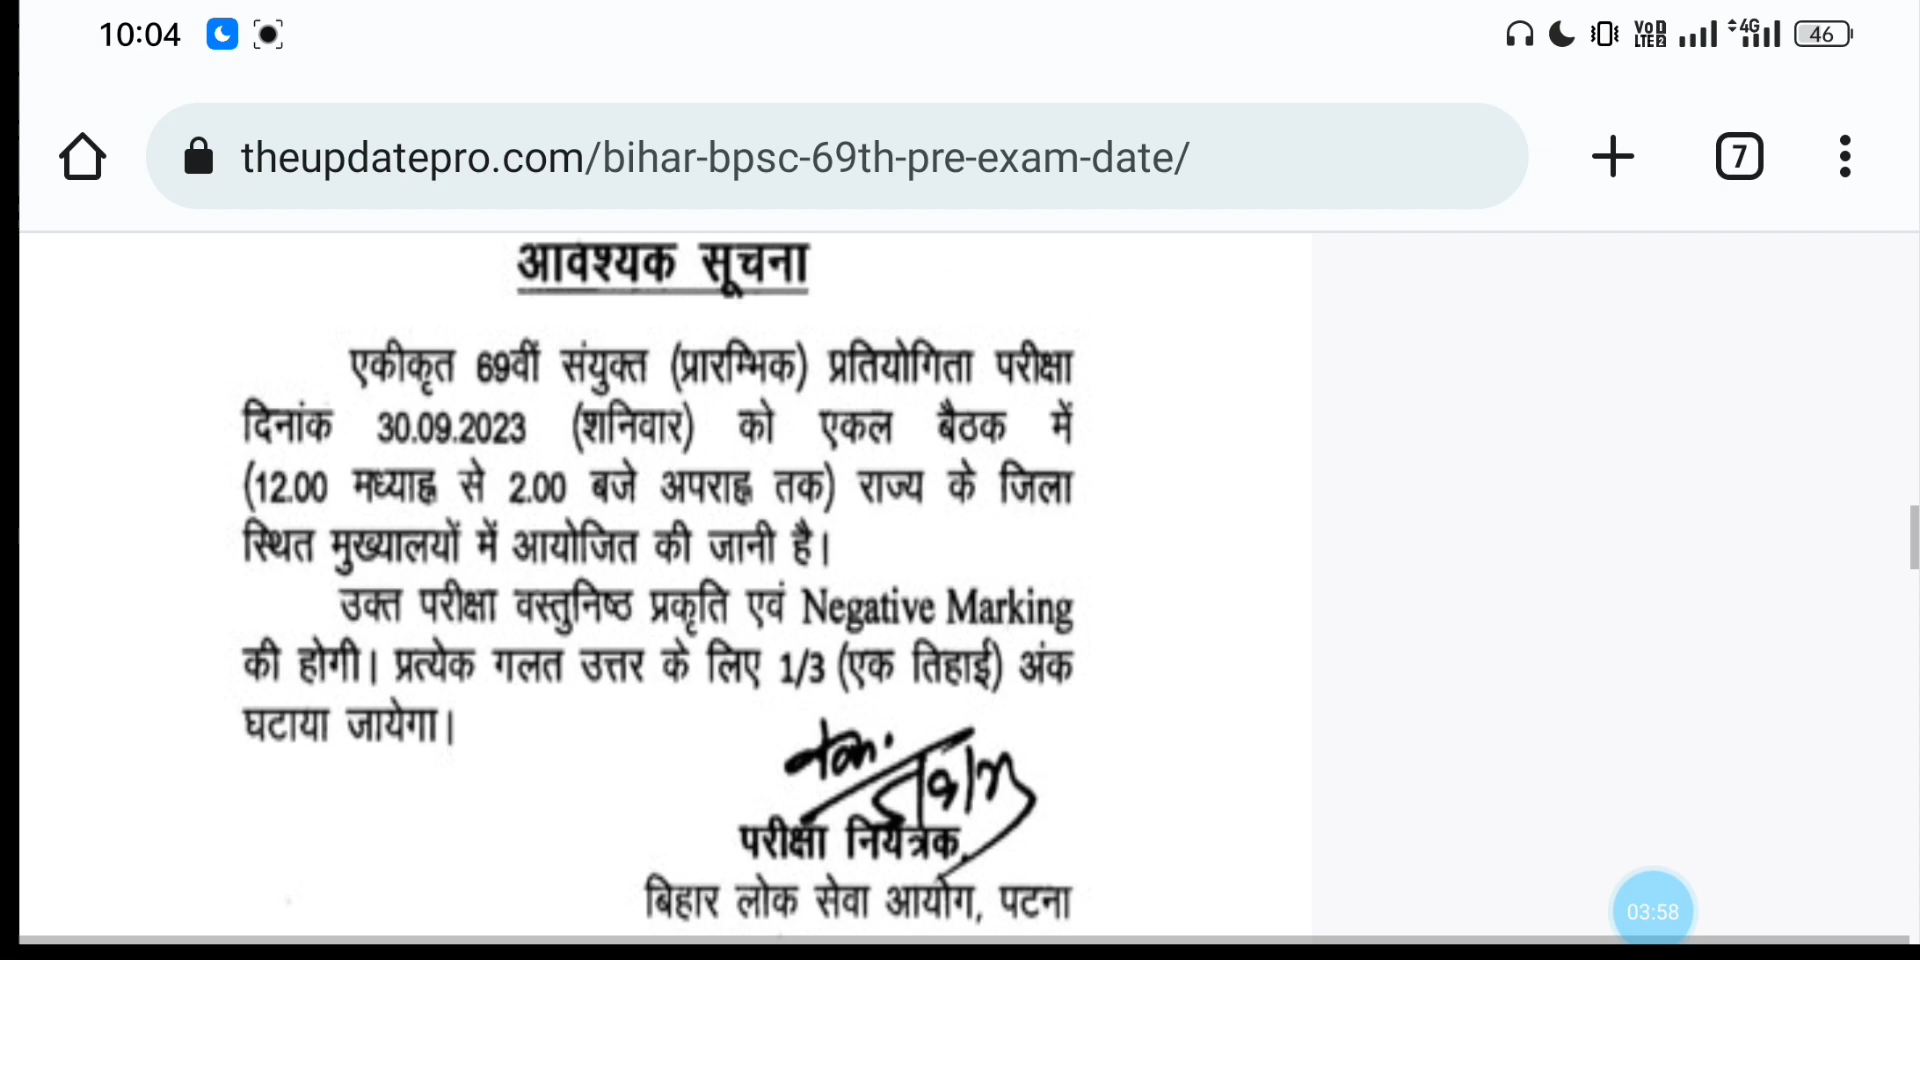 10:04
VoD LTE2 4G 46
theupdatepro.com/bihar-bpsc-69th-pre-exam-date/
7
आवश्यक सूचना
एकीकृत 69वीं संयुक्त (प्रारम्भिक) प्रतियोगिता परीक्षा
दिनांक 30.09.2023 (शनिवार) को एकल बैठक में
(12.00 मध्याह्न से 2.00 बजे अपराह्न तक) राज्य के जिला
स्थित मुख्यालयों में आयोजित की जानी है।
उक्त परीक्षा वस्तुनिष्ठ प्रकृति एवं Negative Marking
की होगी। प्रत्येक गलत उत्तर के लिए 1/3 (एक तिहाई) अंक
घटाया जायेगा।
परीक्षा नियंत्रक,
बिहार लोक सेवा आयोग, पटना
03:58